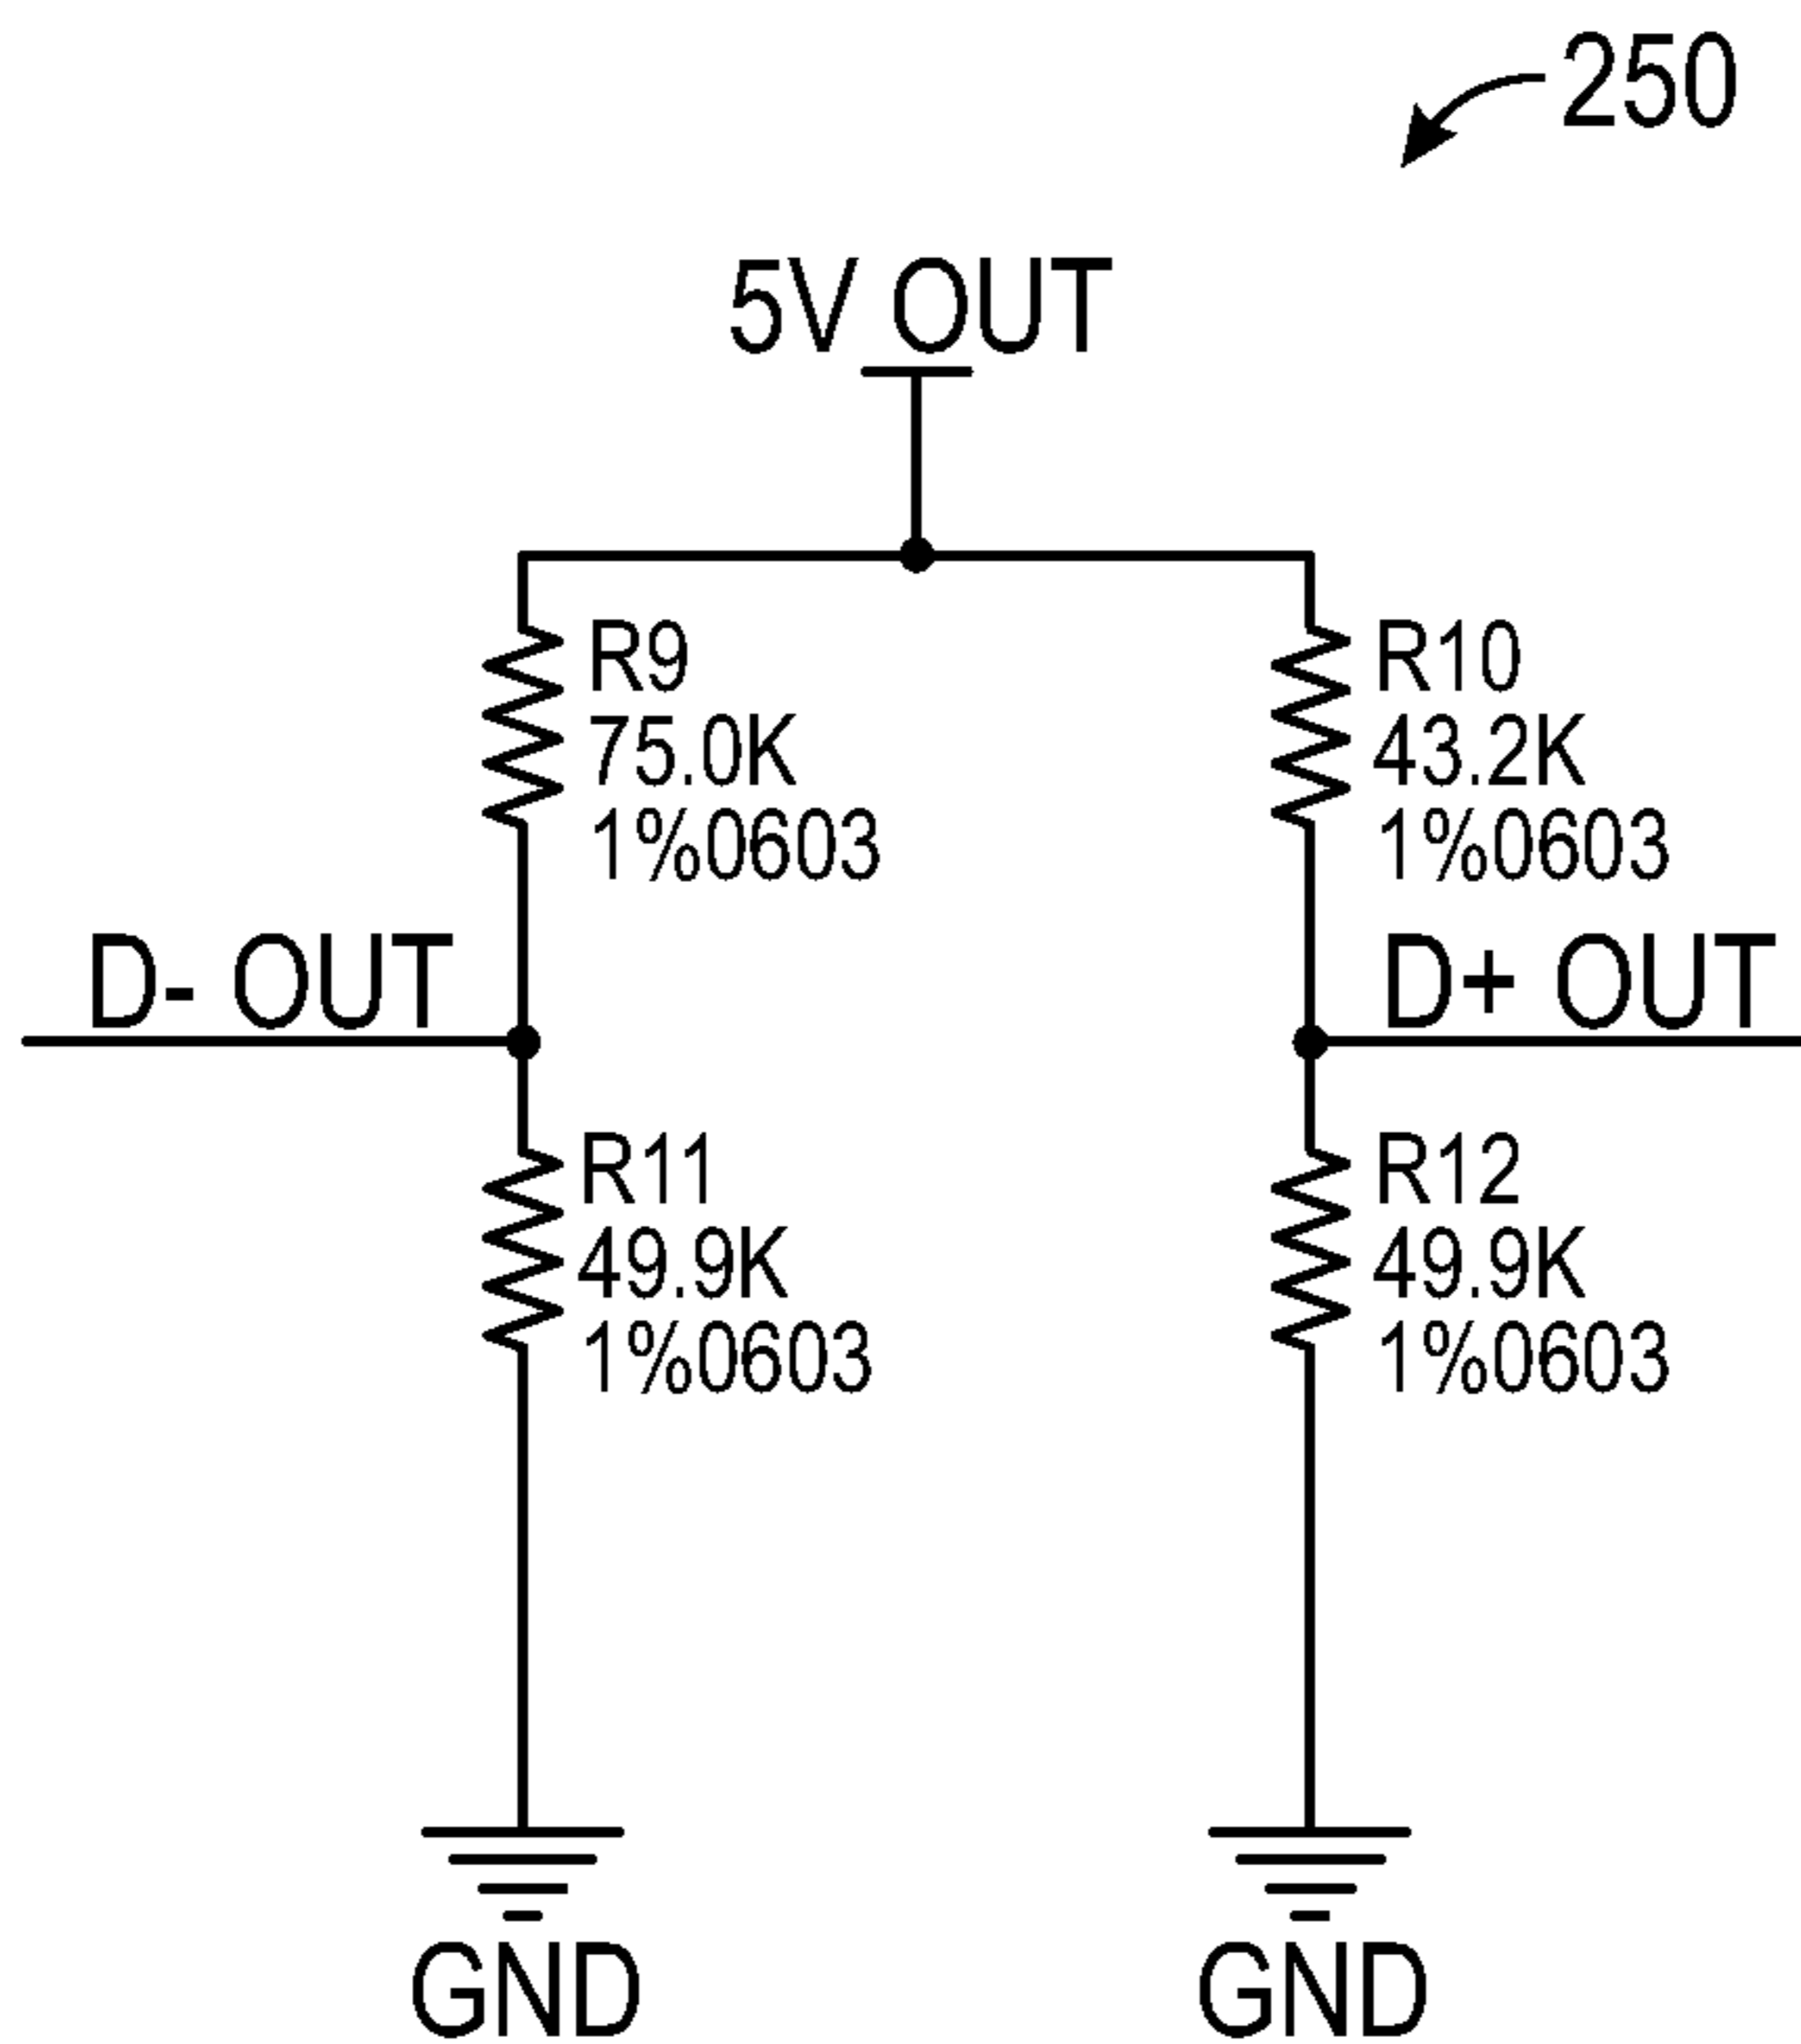 250
5V OUT
R9
75.0K
1%0603
R10
43.2K
1%0603
D- OUT
D+ OUT
R11
49.9K
1%0603
R12
49.9K
1%0603
GND
GND